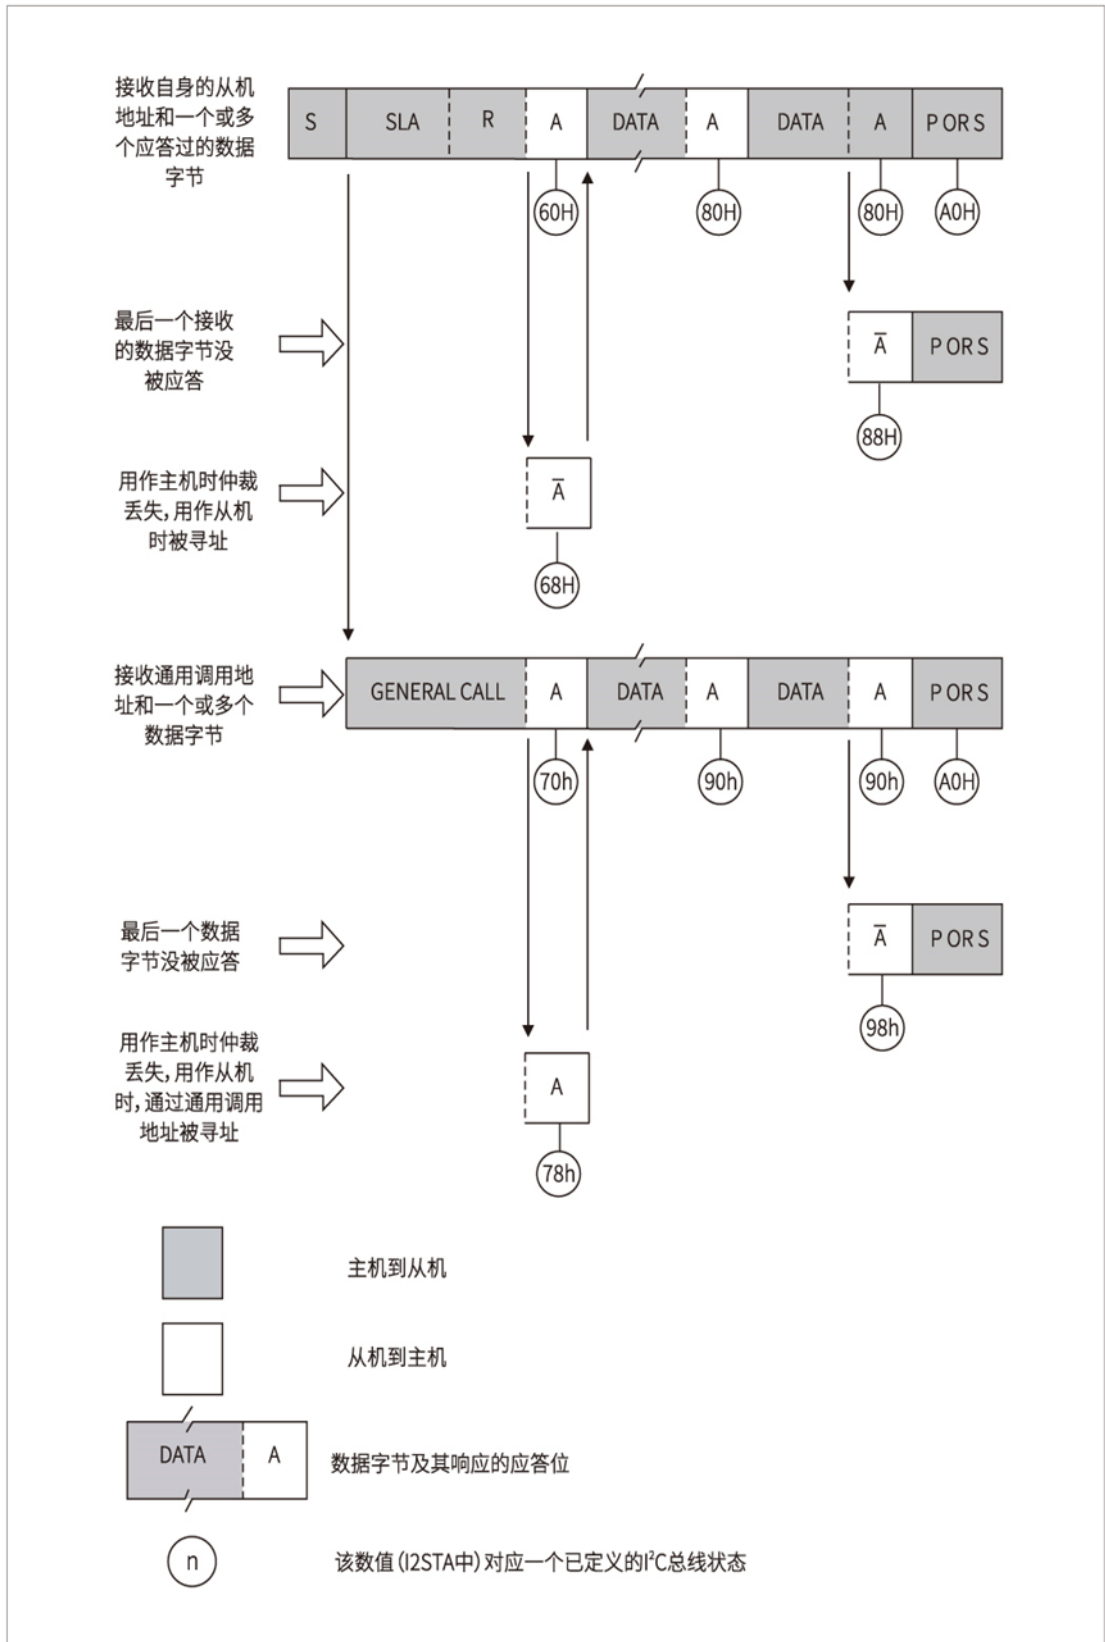 接收自身的从机
地址和一个或多
个应答过的数据
字节
S SLA R A DATA A DATA A P OR S
60H 80H 80H A0H
最后一个接收
的数据字节没
被应答
A̅ P OR S
88H
用作主机时仲裁
丢失,用作从机
时被寻址
A̅
68H
接收通用调用地
址和一个或多个
数据字节
GENERAL CALL A DATA A DATA A P OR S
70h 90h 90h A0H
最后一个数据
字节没被应答
A̅ P OR S
98h
用作主机时仲裁
丢失,用作从机
时,通过通用调用
地址被寻址
A
78h
主机到从机
从机到主机
DATA A
数据字节及其响应的应答位
n
该数值(I2STA中)对应一个已定义的I²C总线状态